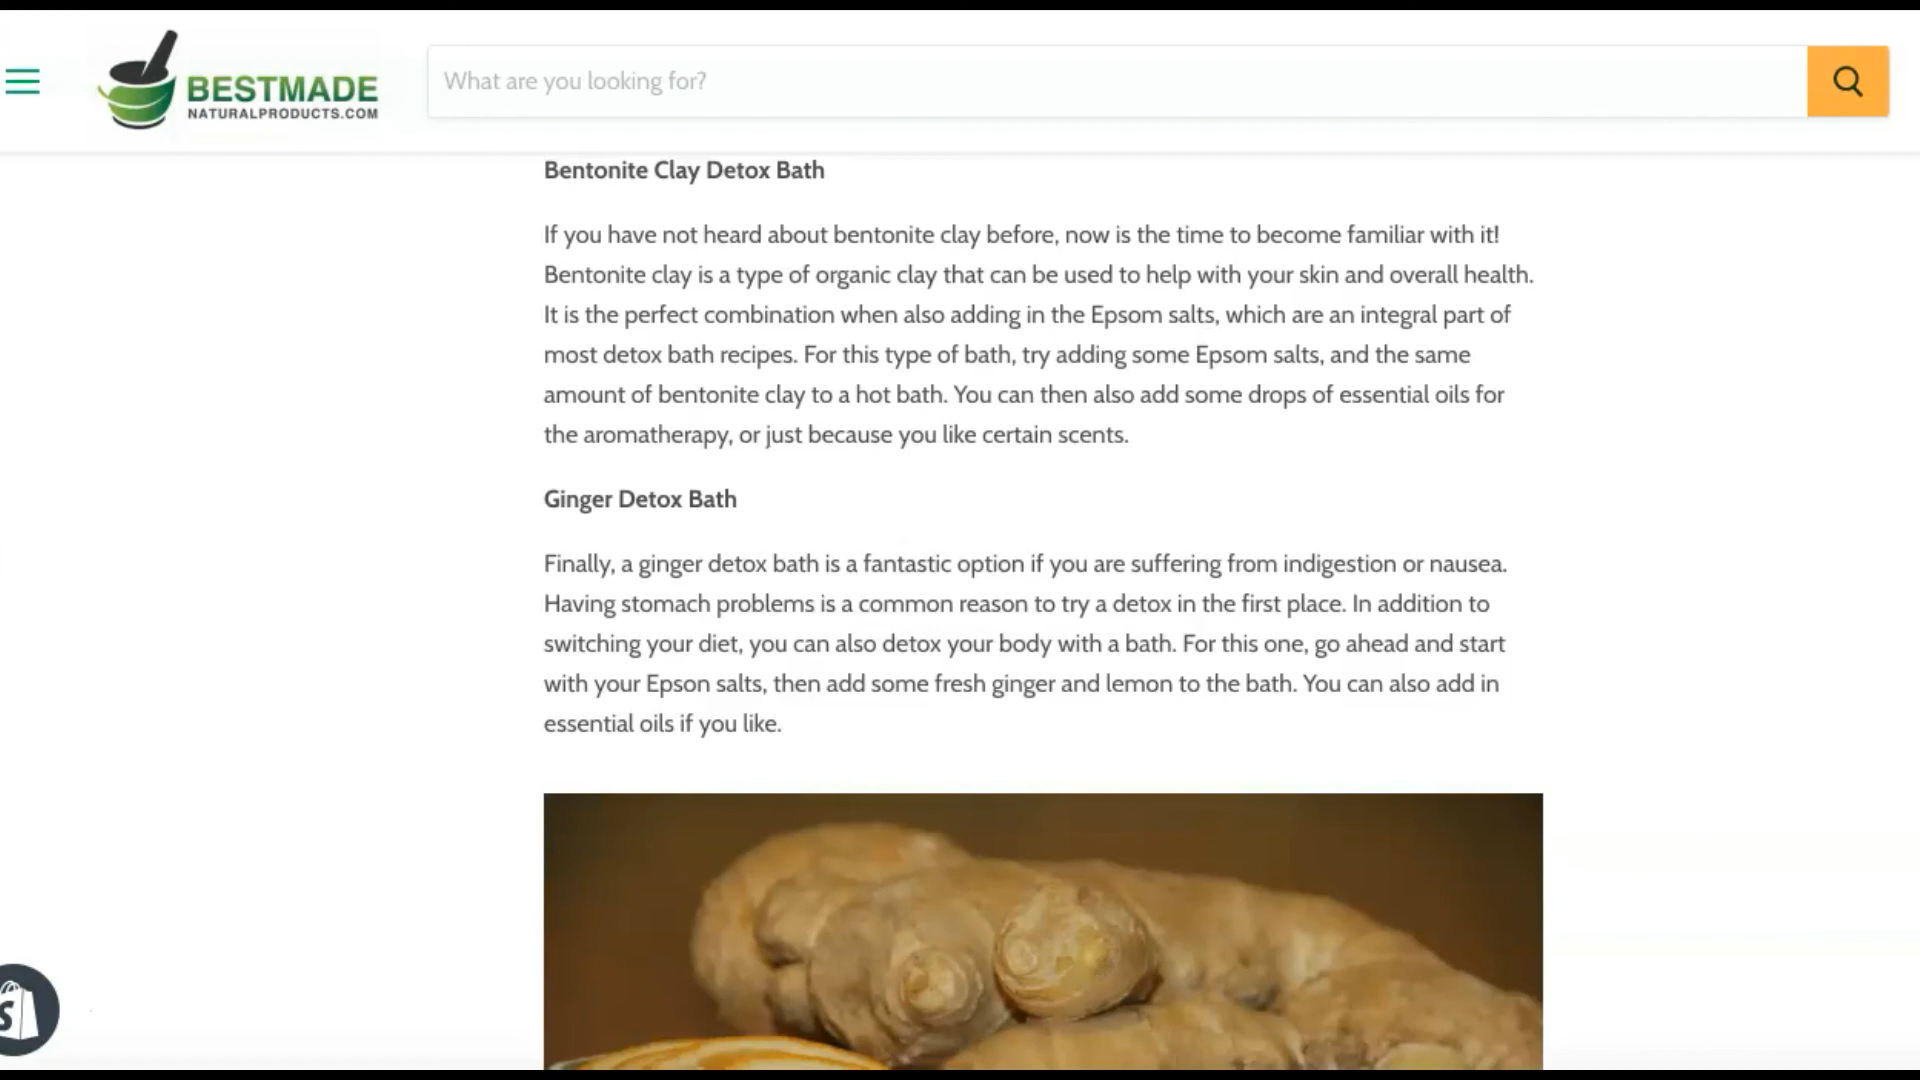 BESTMADE
NATURALPRODUCTS.COM
What are you looking for?
Bentonite Clay Detox Bath
If you have not heard about bentonite clay before, now is the time to become familiar with it!
Bentonite clay is a type of organic clay that can be used to help with your skin and overall health.
It is the perfect combination when also adding in the Epsom salts, which are an integral part of
most detox bath recipes. For this type of bath, try adding some Epsom salts, and the same
amount of bentonite clay to a hot bath. You can then also add some drops of essential oils for
the aromatherapy, or just because you like certain scents.
Ginger Detox Bath
Finally, a ginger detox bath is a fantastic option if you are suffering from indigestion or nausea.
Having stomach problems is a common reason to try a detox in the first place. In addition to
switching your diet, you can also detox your body with a bath. For this one, go ahead and start
with your Epson salts, then add some fresh ginger and lemon to the bath. You can also add in
essential oils if you like.
S